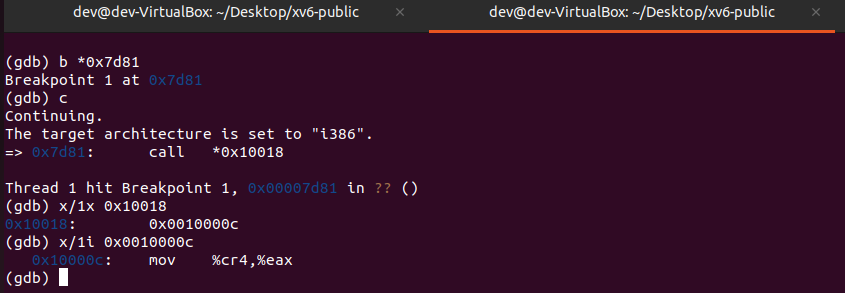 dev@dev-VirtualBox: ~/Desktop/xv6-public × dev@dev-VirtualBox: ~/Desktop/xv6-public ×
(gdb) b *0x7d81
Breakpoint 1 at 0x7d81
(gdb) c
Continuing.
The target architecture is set to "i386".
=> 0x7d81: call *0x10018
Thread 1 hit Breakpoint 1, 0x00007d81 in ?? ()
(gdb) x/1x 0x10018
0x10018: 0x0010000c
(gdb) x/1i 0x0010000c
0x10000c: mov %cr4,%eax
(gdb)